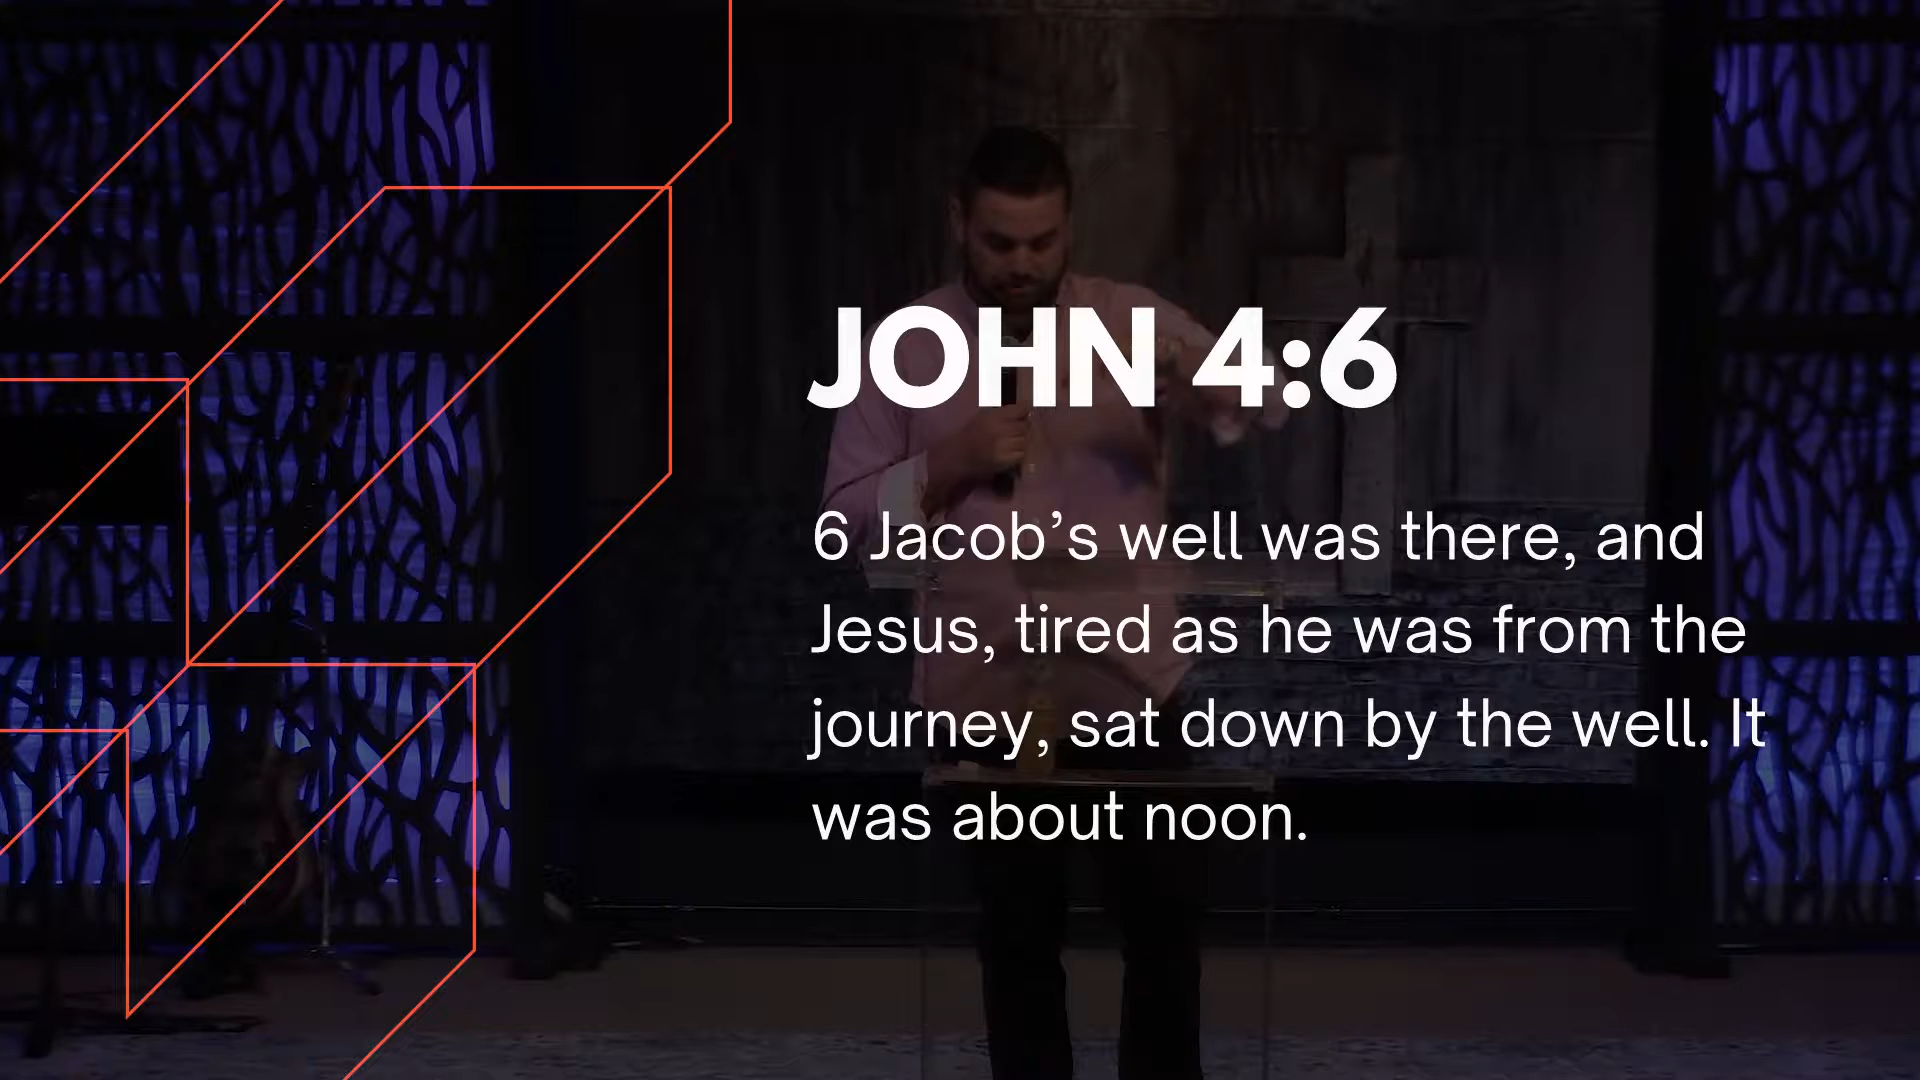 JOHN 4:6
6 Jacob’s well was there, and
Jesus, tired as he was from the
journey, sat down by the well. It
was about noon.